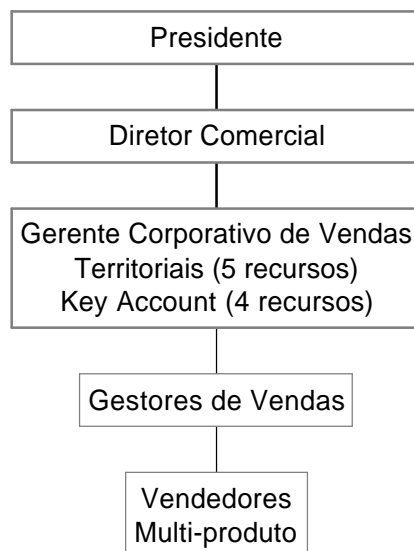 Presidente
Diretor Comercial
Gerente Corporativo de Vendas
Territoriais (5 recursos)
Key Account (4 recursos)
Gestores de Vendas
Vendedores
Multi-produto